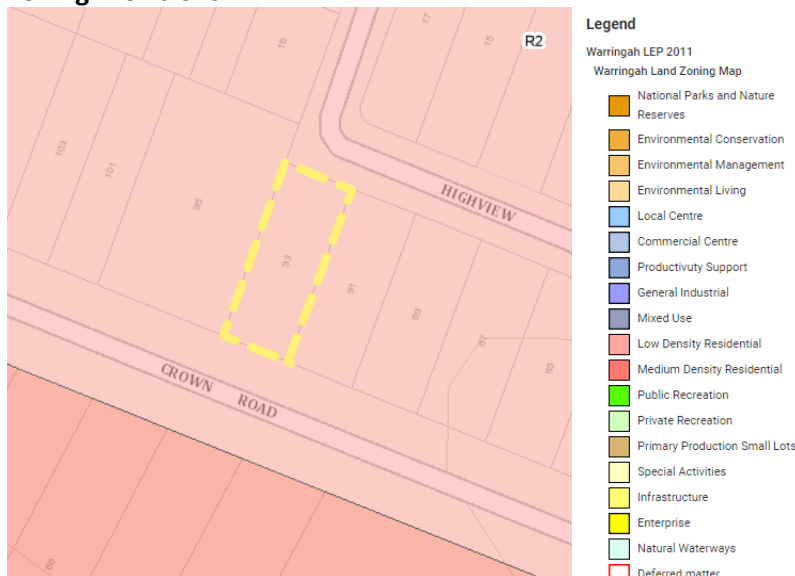 R2
16
17
15
103
101
95
93
91
89
87
85
HIGHVIEW
CROWN ROAD
Legend
Warringah LEP 2011
Warringah Land Zoning Map
National Parks and Nature
Reserves
Environmental Conservation
Environmental Management
Environmental Living
Local Centre
Commercial Centre
Productivuty Support
General Industrial
Mixed Use
Low Density Residential
Medium Density Residential
Public Recreation
Private Recreation
Primary Production Small Lots
Special Activities
Infrastructure
Enterprise
Natural Waterways
Deferred matter